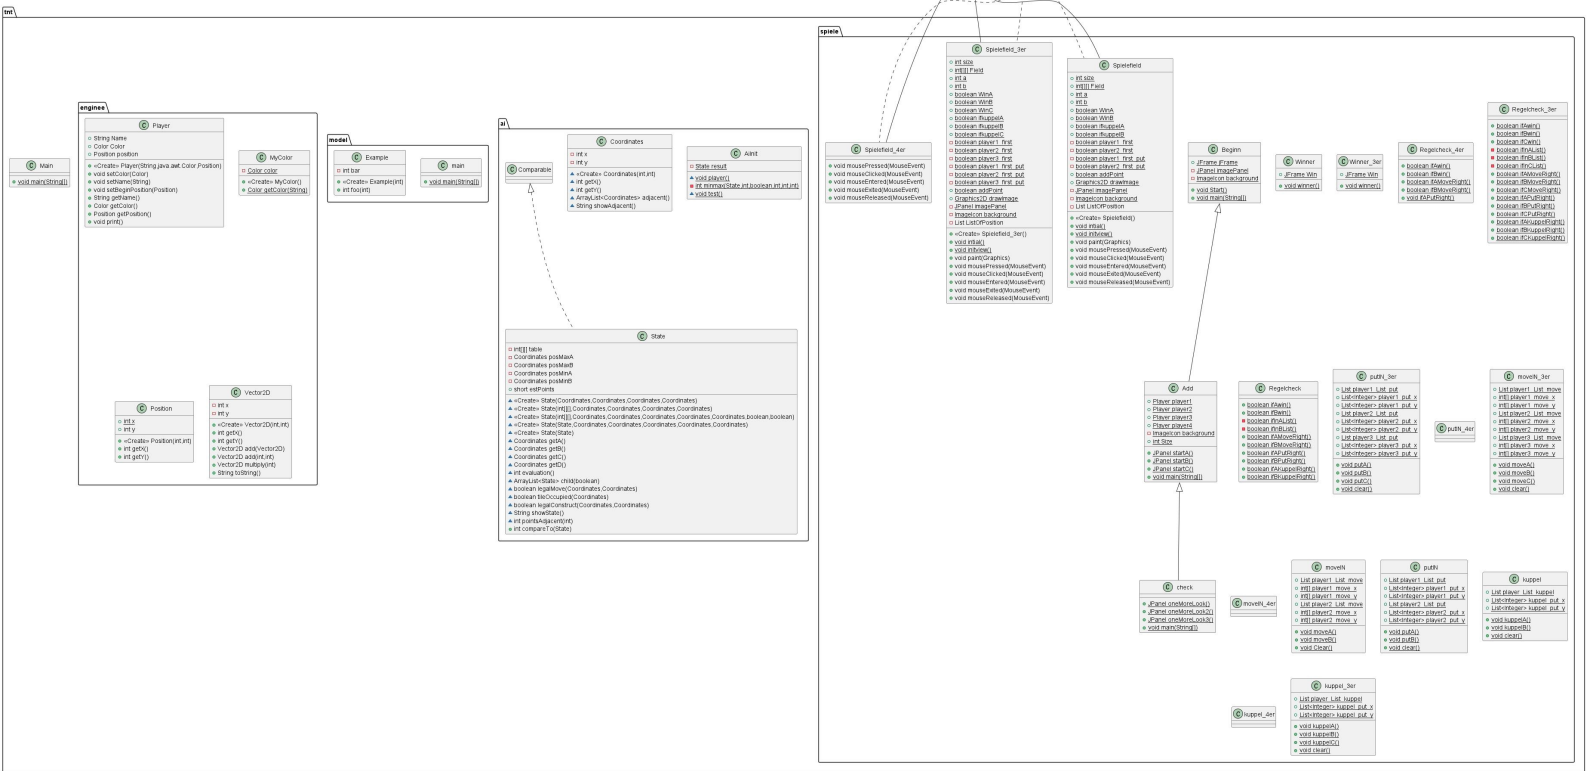 tnt
C Main
void main(String[])
enginee
C Player
String Name
Color Color
Position position
«Create» Player(String,java.awt.Color,Position)
void setColor(Color)
void setName(String)
void setBeginPosition(Position)
String getName()
Color getColor()
Position getPosition()
void print()
C MyColor
Color color
«Create» MyColor()
Color getColor(String)
C Position
int x
int y
«Create» Position(int,int)
int getX()
int getY()
C Vector2D
int x
int y
«Create» Vector2D(int,int)
int getX()
int getY()
Vector2D add(Vector2D)
Vector2D add(int,int)
Vector2D multiply(int)
String toString()
model
C Example
int bar
«Create» Example(int)
int foo(int)
C main
void main(String[])
ai
C Comparable
C Coordinates
int x
int y
«Create» Coordinates(int,int)
int getX()
int getY()
ArrayList<Coordinates> adjacent()
String showAdjacent()
C AiInit
State result
void player()
int minmax(State,int,boolean,int,int,int)
void test()
C State
int[][] table
Coordinates posMaxA
Coordinates posMaxB
Coordinates posMinA
Coordinates posMinB
short estPoints
«Create» State(Coordinates,Coordinates,Coordinates,Coordinates)
«Create» State(int[][],Coordinates,Coordinates,Coordinates,Coordinates)
«Create» State(int[][],Coordinates,Coordinates,Coordinates,Coordinates,Coordinates,boolean,boolean)
«Create» State(State,Coordinates,Coordinates,Coordinates,Coordinates,Coordinates)
«Create» State(State)
Coordinates getA()
Coordinates getB()
Coordinates getC()
Coordinates getD()
int evaluation()
ArrayList<State> child(boolean)
boolean legalMove(Coordinates,Coordinates)
boolean tileOccupied(Coordinates)
boolean legalConstruct(Coordinates,Coordinates)
String showState()
int pointsAdjacent(int)
int compareTo(State)
spiele
C Spielefield_4er
void mousePressed(MouseEvent)
void mouseClicked(MouseEvent)
void mouseEntered(MouseEvent)
void mouseExited(MouseEvent)
void mouseReleased(MouseEvent)
C Spielefield_3er
int size
int[][] Field
int a
int b
boolean WinA
boolean WinB
boolean WinC
boolean ifkuppelA
boolean ifkuppelB
boolean ifkuppelC
boolean player1_first
boolean player2_first
boolean player3_first
boolean player1_first_put
boolean player2_first_put
boolean player3_first_put
boolean addPoint
Graphics2D drawImage
JPanel imagePanel
ImageIcon background
List ListOfPosition
«Create» Spielefield_3er()
void intial()
void initview()
void paint(Graphics)
void mousePressed(MouseEvent)
void mouseClicked(MouseEvent)
void mouseEntered(MouseEvent)
void mouseExited(MouseEvent)
void mouseReleased(MouseEvent)
C Spielefield
int size
int[][] Field
int a
int b
boolean WinA
boolean WinB
boolean ifkuppelA
boolean ifkuppelB
boolean player1_first
boolean player2_first
boolean player1_first_put
boolean player2_first_put
boolean addPoint
Graphics2D drawImage
JPanel imagePanel
ImageIcon background
List ListOfPosition
«Create» Spielefield()
void intial()
void initview()
void paint(Graphics)
void mousePressed(MouseEvent)
void mouseClicked(MouseEvent)
void mouseEntered(MouseEvent)
void mouseExited(MouseEvent)
void mouseReleased(MouseEvent)
C Beginn
JFrame jFrame
JPanel imagePanel
ImageIcon background
void Start()
void main(String[])
C Winner
JFrame Win
void winner()
C Winner_3er
JFrame Win
void winner()
C Regelcheck_4er
boolean ifAwin()
boolean ifBwin()
boolean ifAMoveRight()
boolean ifBMoveRight()
void ifAPutRight()
C Regelcheck_3er
boolean ifAwin()
boolean ifBwin()
boolean ifCwin()
boolean ifInAList()
boolean ifInBList()
boolean ifInCList()
boolean ifAMoveRight()
boolean ifBMoveRight()
boolean ifCMoveRight()
boolean ifAPutRight()
boolean ifBPutRight()
boolean ifCPutRight()
boolean ifAKuppelRight()
boolean ifBKuppelRight()
boolean ifCKuppelRight()
C Add
Player player1
Player player2
Player player3
Player player4
ImageIcon background
int Size
JPanel startA()
JPanel startB()
JPanel startC()
void main(String[])
C Regelcheck
boolean ifAwin()
boolean ifBwin()
boolean ifInAList()
boolean ifInBList()
boolean ifAMoveRight()
boolean ifBMoveRight()
boolean ifAPutRight()
boolean ifBPutRight()
boolean ifAKuppelRight()
boolean ifBKuppelRight()
C putIN_3er
List player1_List_put
List<Integer> player1_put_x
List<Integer> player1_put_y
List player2_List_put
List<Integer> player2_put_x
List<Integer> player2_put_y
List player3_List_put
List<Integer> player3_put_x
List<Integer> player3_put_y
void putA()
void putB()
void putC()
void clear()
C putIN_4er
C moveIN_3er
List player1_List_move
int[] player1_move_x
int[] player1_move_y
List player2_List_move
int[] player2_move_x
int[] player2_move_y
List player3_List_move
int[] player3_move_x
int[] player3_move_y
void moveA()
void moveB()
void moveC()
void clear()
C check
JPanel oneMoreLook()
JPanel oneMoreLook2()
JPanel oneMoreLook3()
void main(String[])
C moveIN_4er
C moveIN
List player1_List_move
int[] player1_move_x
int[] player1_move_y
List player2_List_move
int[] player2_move_x
int[] player2_move_y
void moveA()
void moveB()
void Clear()
C putIN
List player1_List_put
List<Integer> player1_put_x
List<Integer> player1_put_y
List player2_List_put
List<Integer> player2_put_x
List<Integer> player2_put_y
void putA()
void putB()
void clear()
C kuppel
List player_List_kuppel
List<Integer> kuppel_put_x
List<Integer> kuppel_put_y
void kuppelA()
void kuppelB()
void clear()
C kuppel_4er
C kuppel_3er
List player_List_kuppel
List<Integer> kuppel_put_x
List<Integer> kuppel_put_y
void kuppelA()
void kuppelB()
void kuppelC()
void clear()